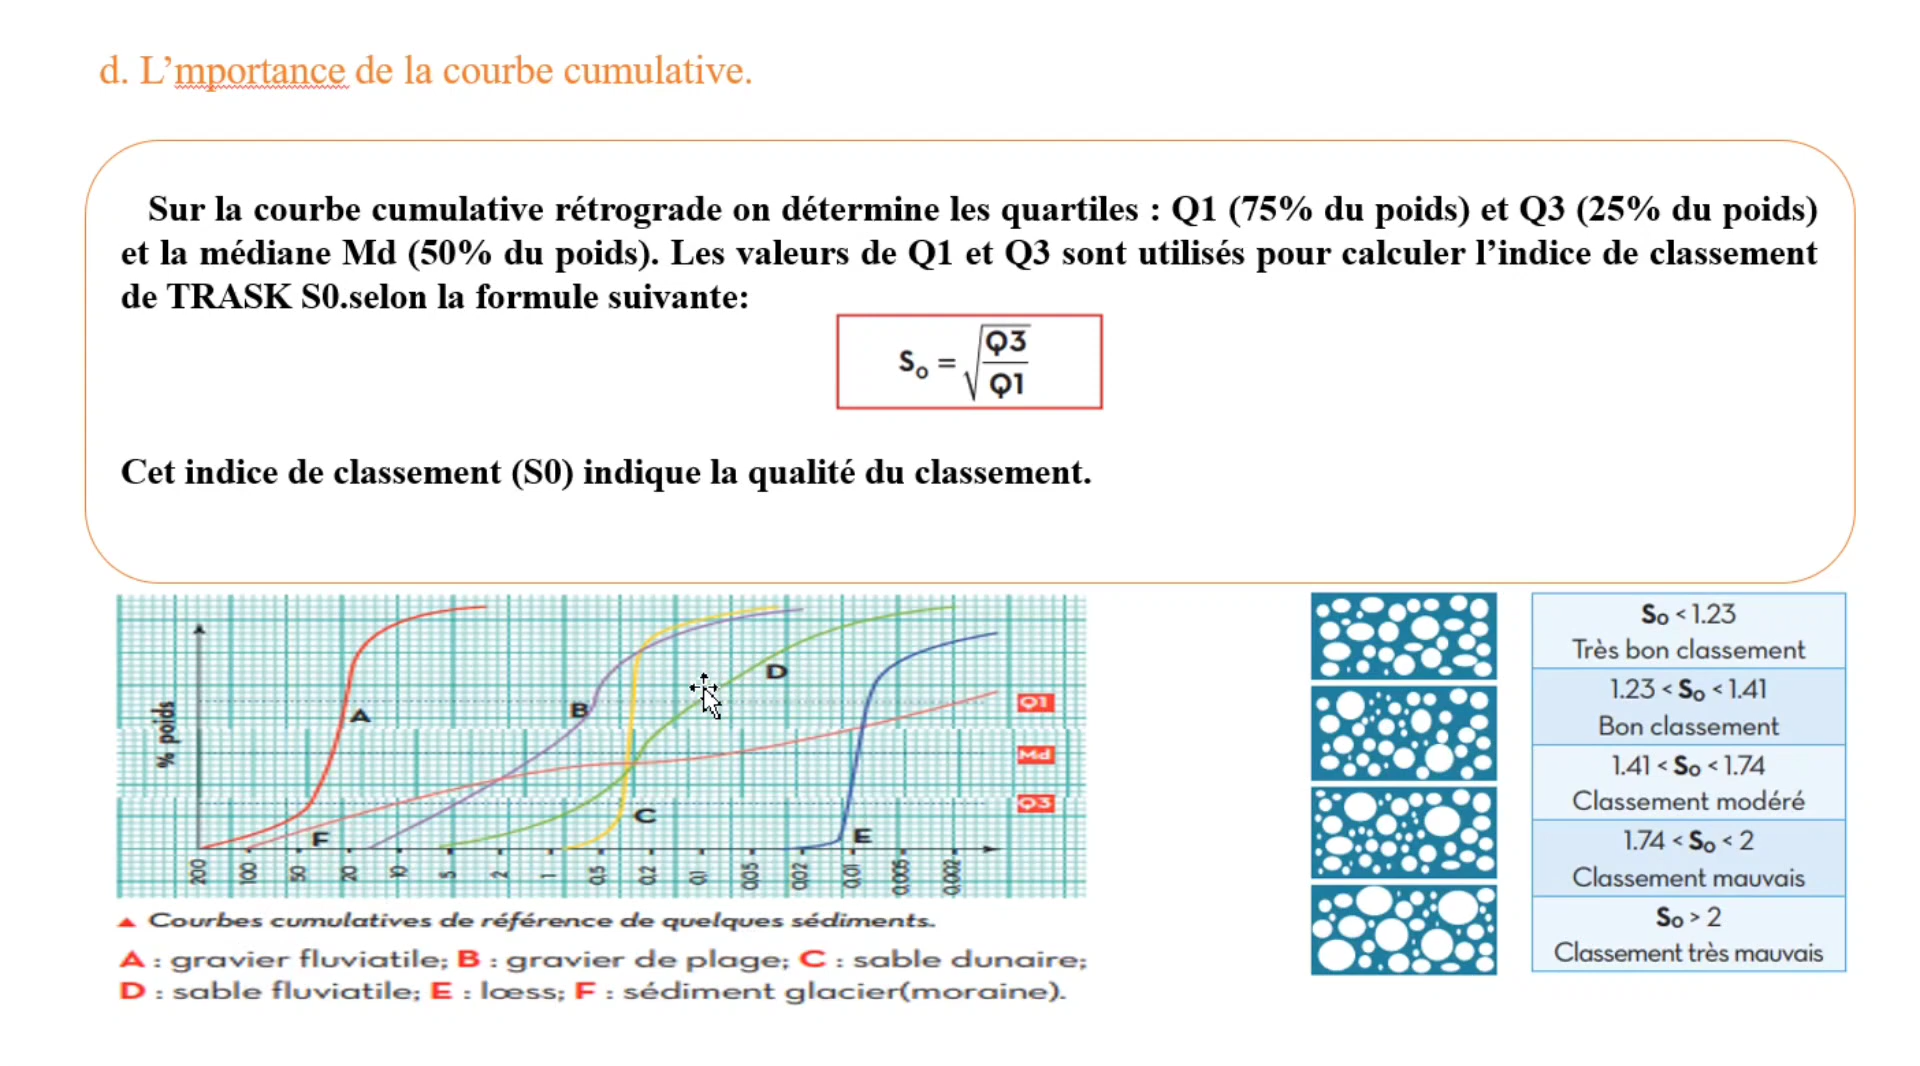 d. L’mportance de la courbe cumulative.
Sur la courbe cumulative rétrograde on détermine les quartiles : Q1 (75% du poids) et Q3 (25% du poids)
et la médiane Md (50% du poids). Les valeurs de Q1 et Q3 sont utilisés pour calculer l’indice de classement
de TRASK S0.selon la formule suivante:
So = √Q3/Q1
Cet indice de classement (S0) indique la qualité du classement.
% poids
A
B
C
D
E
F
Q1
Md
Q3
200 100 50 20 10 5 2 1 0.5 0.2 0.1 0.05 0.02 0.01 0.005 0.002
▲ Courbes cumulatives de référence de quelques sédiments.
A : gravier fluviatile; B : gravier de plage; C : sable dunaire;
D : sable fluviatile; E : lœss; F : sédiment glacier(moraine).
So < 1.23
Très bon classement
1.23 < So < 1.41
Bon classement
1.41 < So < 1.74
Classement modéré
1.74 < So < 2
Classement mauvais
So > 2
Classement très mauvais